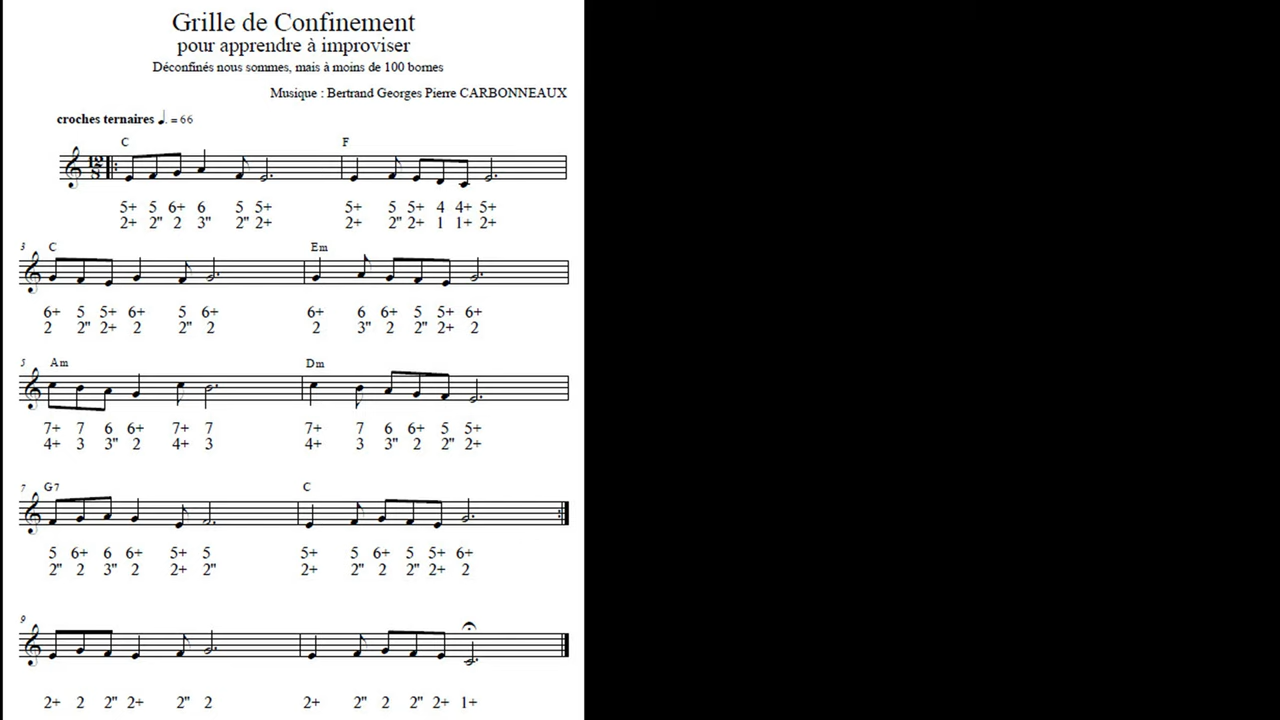 Grille de Confinement
pour apprendre à improviser
Déconfinés nous sommes, mais à moins de 100 bornes
Musique : Bertrand Georges Pierre CARBONNEAUX
croches ternaires ♩. = 66
C F
12
8
5+ 5 6+ 6 5 5+ 5+ 5 5+ 4 4+ 5+
2+ 2" 2 3" 2" 2+ 2+ 2" 2+ 1 1+ 2+
3 C Em
6+ 5 5+ 6+ 5 6+ 6+ 6 6+ 5 5+ 6+
2 2" 2+ 2 2" 2 2 3" 2 2" 2+ 2
5 Am Dm
7+ 7 6 6+ 7+ 7 7+ 7 6 6+ 5 5+
4+ 3 3" 2 4+ 3 4+ 3 3" 2 2" 2+
7 G7 C
5 6+ 6 6+ 5+ 5 5+ 5 6+ 5 5+ 6+
2" 2 3" 2 2+ 2" 2+ 2" 2 2" 2+ 2
9
2+ 2 2" 2+ 2" 2 2+ 2" 2 2" 2+ 1+